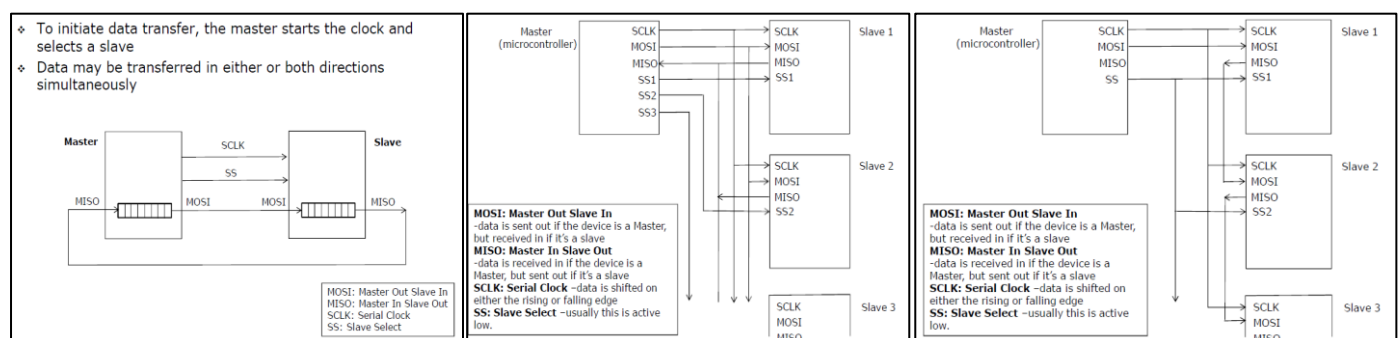 ❖ To initiate data transfer, the master starts the clock and
selects a slave
❖ Data may be transferred in either or both directions
simultaneously
Master
Slave
SCLK
SS
MISO
MOSI
MOSI
MISO
MOSI: Master Out Slave In
MISO: Master In Slave Out
SCLK: Serial Clock
SS: Slave Select
Master
(microcontroller)
SCLK
MOSI
MISO
SS1
SS2
SS3
SCLK
MOSI
MISO
SS1
Slave 1
SCLK
MOSI
MISO
SS2
Slave 2
SCLK
MOSI
MISO
Slave 3
MOSI: Master Out Slave In
-data is sent out if the device is a Master,
but received in if it's a slave
MISO: Master In Slave Out
-data is received in if the device is a
Master, but sent out if it's a slave
SCLK: Serial Clock –data is shifted on
either the rising or falling edge
SS: Slave Select –usually this is active
low.
Master
(microcontroller)
SCLK
MOSI
MISO
SS
SCLK
MOSI
MISO
SS1
Slave 1
SCLK
MOSI
MISO
SS2
Slave 2
SCLK
MOSI
MISO
Slave 3
MOSI: Master Out Slave In
-data is sent out if the device is a Master,
but received in if it's a slave
MISO: Master In Slave Out
-data is received in if the device is a
Master, but sent out if it's a slave
SCLK: Serial Clock –data is shifted on
either the rising or falling edge
SS: Slave Select –usually this is active
low.